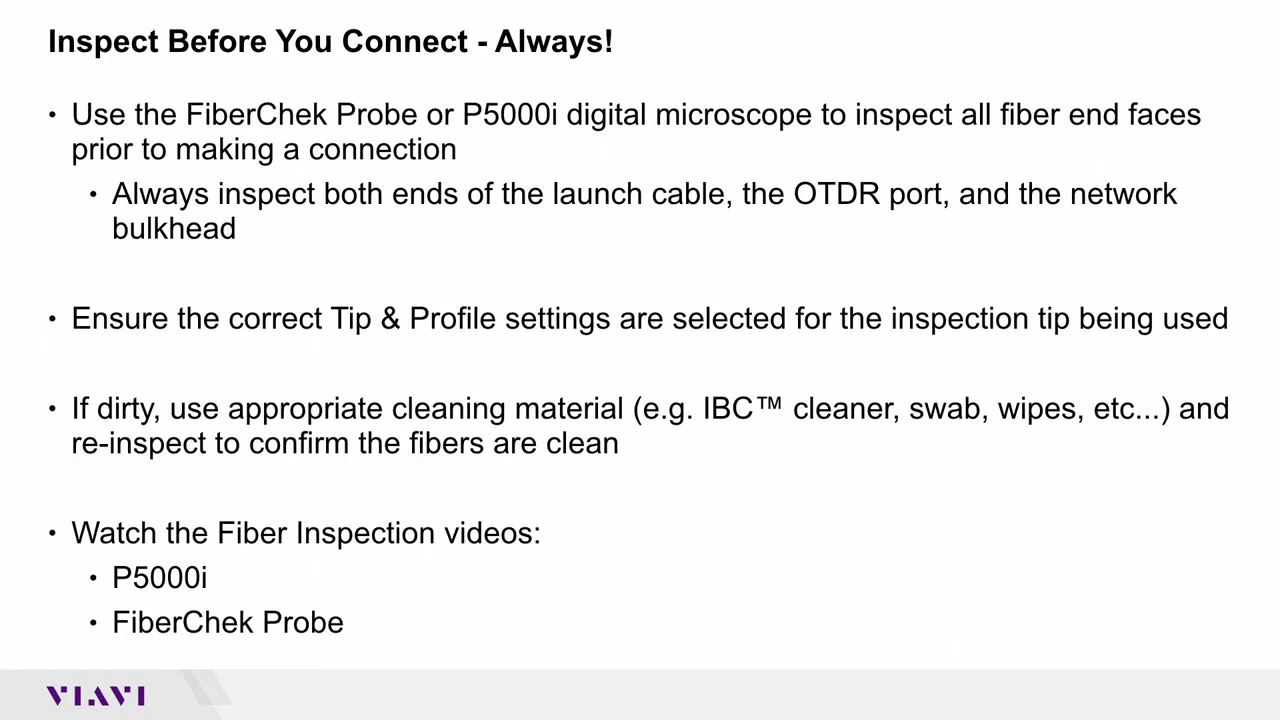 Inspect Before You Connect - Always!
• Use the FiberChek Probe or P5000i digital microscope to inspect all fiber end faces
prior to making a connection
• Always inspect both ends of the launch cable, the OTDR port, and the network
bulkhead
• Ensure the correct Tip & Profile settings are selected for the inspection tip being used
• If dirty, use appropriate cleaning material (e.g. IBC™ cleaner, swab, wipes, etc...) and
re-inspect to confirm the fibers are clean
• Watch the Fiber Inspection videos:
• P5000i
• FiberChek Probe
VIAVI